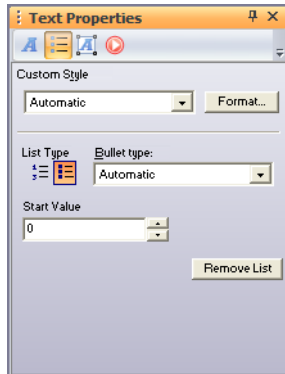 Text Properties
Custom Style
Automatic
Format...
List Type
Bullet type:
Automatic
Start Value
0
Remove List